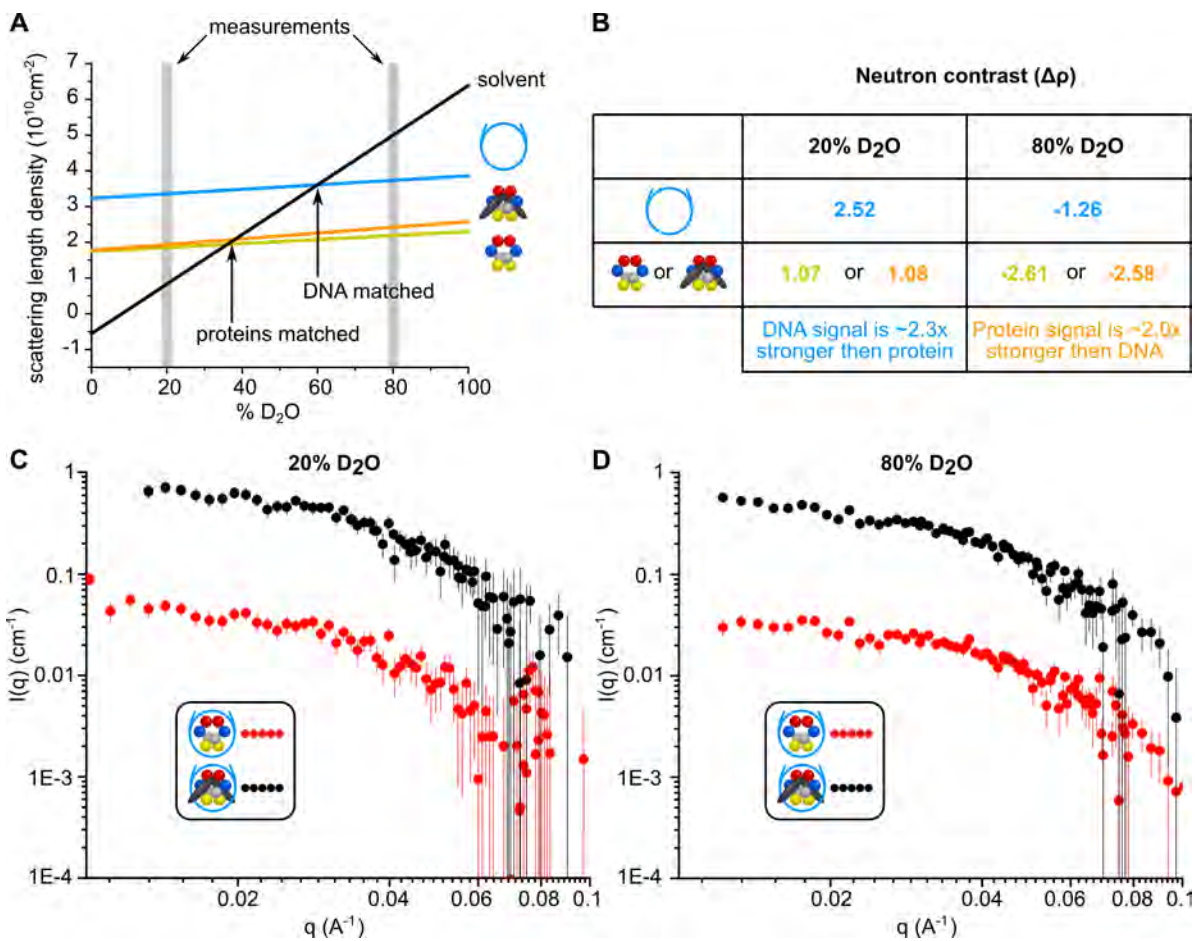 A
measurements
scattering length density (10¹⁰cm⁻²)
7
6
5
4
3
2
1
0
-1
solvent
DNA matched
proteins matched
0
20
40
60
80
100
% D₂O
B
Neutron contrast (Δρ)
20% D₂O
80% D₂O
2.52
-1.26
or
1.07 or 1.08
-2.61 or -2.58
DNA signal is ~2.3x
stronger then protein
Protein signal is ~2.0x
stronger then DNA
C
20% D₂O
I(q) (cm⁻¹)
1
0.1
0.01
1E-3
1E-4
0.02
0.04
0.06
0.08
0.1
q (A⁻¹)
D
80% D₂O
I(q) (cm⁻¹)
1
0.1
0.01
1E-3
1E-4
0.02
0.04
0.06
0.08
0.1
q (A⁻¹)